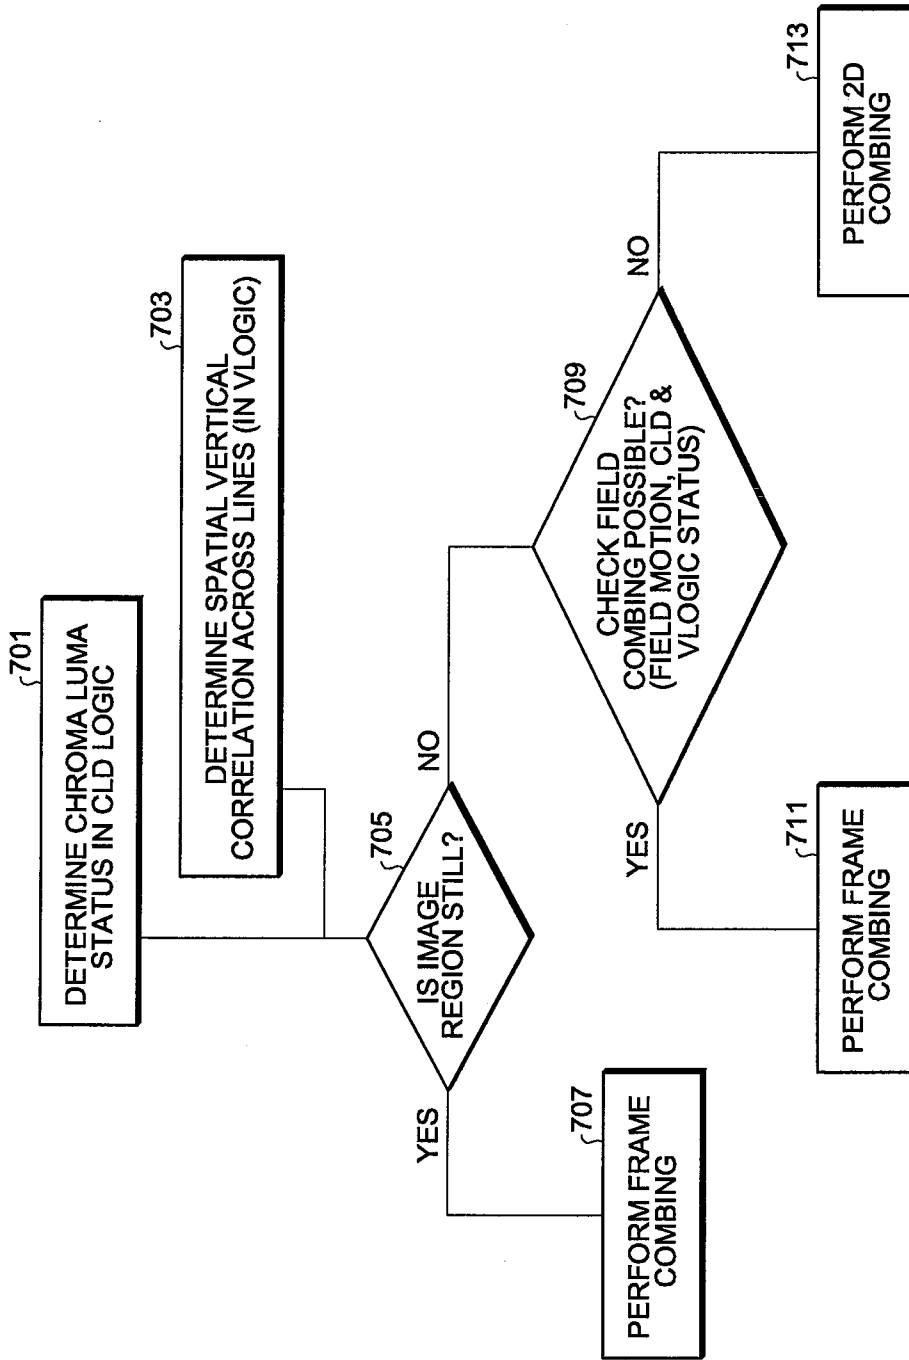 701
DETERMINE CHROMA LUMA
STATUS IN CLD LOGIC
703
DETERMINE SPATIAL VERTICAL
CORRELATION ACROSS LINES (IN VLOGIC)
705
IS IMAGE
REGION STILL?
YES
NO
707
PERFORM FRAME
COMBING
709
CHECK FIELD
COMBING POSSIBLE?
(FIELD MOTION, CLD &
VLOGIC STATUS)
YES
NO
711
PERFORM FRAME
COMBING
713
PERFORM 2D
COMBING